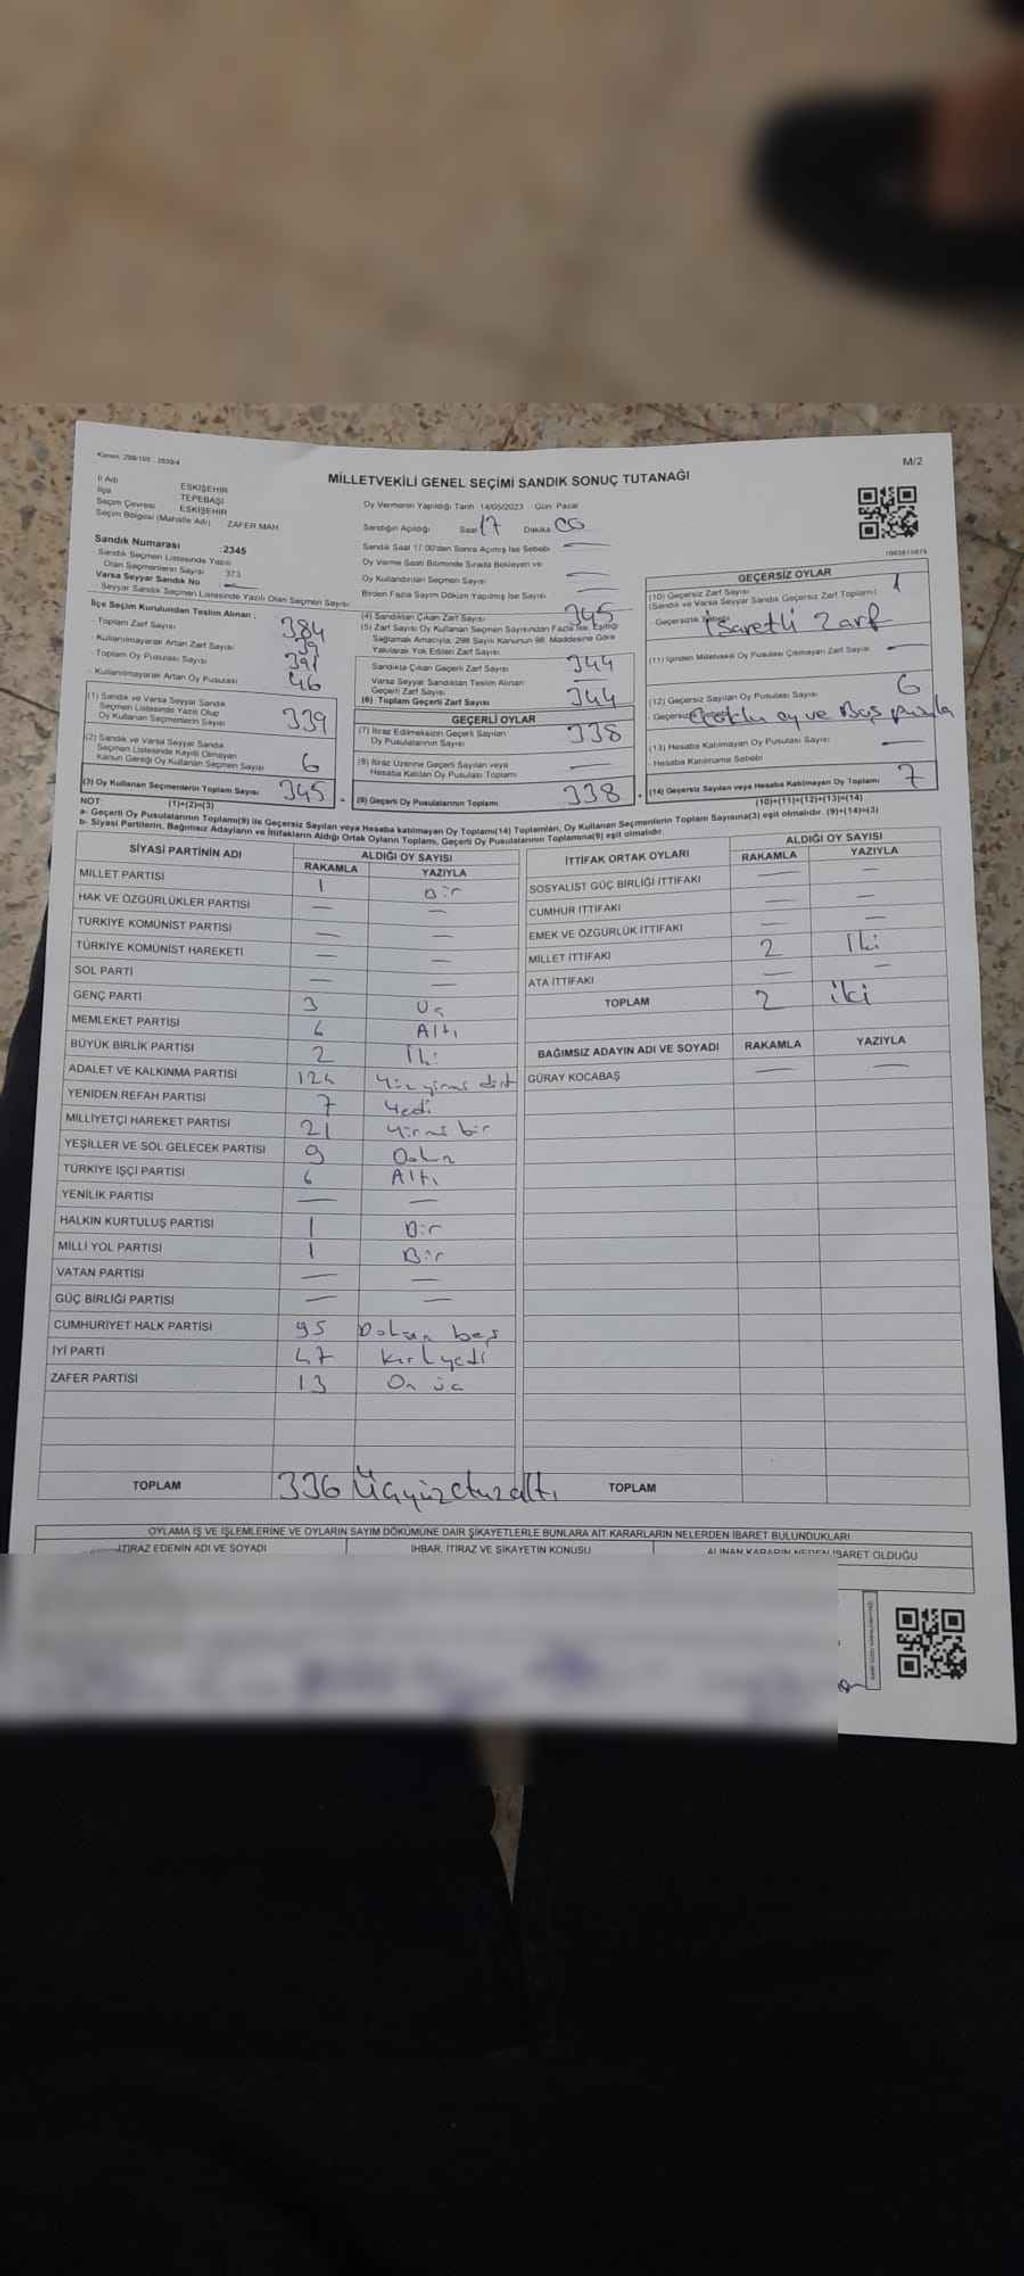 Kanun: 298/105 - 2839/4
M/2
MİLLETVEKİLİ GENEL SEÇİMİ SANDIK SONUÇ TUTANAĞI
İl Adı ESKİŞEHİR
İlçe TEPEBAŞI
Seçim Çevresi ESKİŞEHİR
Seçim Bölgesi (Mahalle Adı) ZAFER MAH
Sandık Numarası 2345
Sandık Seçmen Listesinde Yazılı
Olan Seçmenlerin Sayısı 373
Varsa Seyyar Sandık No —
Seyyar Sandık Seçmen Listesinde Yazılı Olan Seçmen Sayısı
Oy Vermenin Yapıldığı Tarih 14/05/2023 Gün Pazar
Sandığın Açıldığı Saat 17 Dakika 00
Sandık Saat 17.00'den Sonra Açılmış İse Sebebi —
Oy Verme Saati Bitiminde Sırada Bekleyen ve
Oy Kullandırılan Seçmen Sayısı —
Birden Fazla Sayım Döküm Yapılmış İse Sayısı —
İlçe Seçim Kurulundan Teslim Alınan :
Toplam Zarf Sayısı 384
Kullanılmayarak Artan Zarf Sayısı 39
Toplam Oy Pusulası Sayısı 391
Kullanılmayarak Artan Oy Pusulası 46
(1) Sandık ve Varsa Seyyar Sandık
Seçmen Listesinde Yazılı Olup
Oy Kullanan Seçmenlerin Sayısı 339
(2) Sandık ve Varsa Seyyar Sandık
Seçmen Listesinde Kayıtlı Olmayan
Kanun Gereği Oy Kullanan Seçmen Sayısı 6
(3) Oy Kullanan Seçmenlerin Toplam Sayısı 345
(4) Sandıktan Çıkan Zarf Sayısı 345
(5) Zarf Sayısı Oy Kullanan Seçmen Sayısından Fazla İse, Eşitliği
Sağlamak Amacıyla, 298 Sayılı Kanunun 98. Maddesine Göre
Yakılarak Yok Edilen Zarf Sayısı
Sandıkta Çıkan Geçerli Zarf Sayısı 344
Varsa Seyyar Sandıktan Teslim Alınan
Geçerli Zarf Sayısı —
(6) Toplam Geçerli Zarf Sayısı 344
GEÇERLİ OYLAR
(7) İtiraz Edilmeksizin Geçerli Sayılan
Oy Pusulalarının Sayısı 338
(8) İtiraz Üzerine Geçerli Sayılan veya
Hesaba Katılan Oy Pusulası Toplamı —
(9) Geçerli Oy Pusulalarının Toplamı 338
GEÇERSİZ OYLAR
(10) Geçersiz Zarf Sayısı 1
(Sandık ve Varsa Seyyar Sandık Geçersiz Zarf Toplamı)
Geçersizlik Sebebi İşaretli Zarf
(11) İçinden Milletvekili Oy Pusulası Çıkmayan Zarf Sayısı —
(12) Geçersiz Sayılan Oy Pusulası Sayısı 6
Çoklu oy ve Boş pusula
(13) Hesaba Katılmayan Oy Pusulası Sayısı —
Hesaba Katılmama Sebebi
(14) Geçersiz Sayılan veya Hesaba Katılmayan Oy Toplamı 7
NOT (1)+(2)=(3) (10)+(11)+(12)+(13)=(14)
a- Geçerli Oy Pusulalarının Toplamı(9) ile Geçersiz Sayılan veya Hesaba katılmayan Oy Toplamı(14) Toplamları, Oy Kullanan Seçmenlerin Toplam Sayısına(3) eşit olmalıdır. (9)+(14)=(3)
b- Siyasi Partilerin, Bağımsız Adayların ve İttifakların Aldığı Ortak Oyların Toplamı, Geçerli Oy Pusulalarının Toplamına(9) eşit olmalıdır.
SİYASİ PARTİNİN ADI ALDIĞI OY SAYISI
RAKAMLA YAZIYLA
MİLLET PARTİSİ 1 Bir
HAK VE ÖZGÜRLÜKLER PARTİSİ — —
TÜRKİYE KOMÜNİST PARTİSİ — —
TÜRKİYE KOMÜNİST HAREKETİ — —
SOL PARTİ — —
GENÇ PARTİ 3 Üç
MEMLEKET PARTİSİ 6 Altı
BÜYÜK BİRLİK PARTİSİ 2 İki
ADALET VE KALKINMA PARTİSİ 124 Yüz yirmi dört
YENİDEN REFAH PARTİSİ 7 Yedi
MİLLİYETÇİ HAREKET PARTİSİ 21 Yirmi bir
YEŞİLLER VE SOL GELECEK PARTİSİ 9 Dokuz
TÜRKİYE İŞÇİ PARTİSİ 6 Altı
YENİLİK PARTİSİ — —
HALKIN KURTULUŞ PARTİSİ 1 Bir
MİLLİ YOL PARTİSİ 1 Bir
VATAN PARTİSİ — —
GÜÇ BİRLİĞİ PARTİSİ — —
CUMHURİYET HALK PARTİSİ 95 Doksan beş
İYİ PARTİ 47 Kırkyedi
ZAFER PARTİSİ 13 On üç
TOPLAM 336 Üçyüzotuzaltı
İTTİFAK ORTAK OYLARI ALDIĞI OY SAYISI
RAKAMLA YAZIYLA
SOSYALİST GÜÇ BİRLİĞİ İTTİFAKI — —
CUMHUR İTTİFAKI — —
EMEK VE ÖZGÜRLÜK İTTİFAKI — —
MİLLET İTTİFAKI 2 İki
ATA İTTİFAKI — —
TOPLAM 2 iki
BAĞIMSIZ ADAYIN ADI VE SOYADI RAKAMLA YAZIYLA
GÜRAY KOCABAŞ — —
TOPLAM
OYLAMA İŞ VE İŞLEMLERİNE VE OYLARIN SAYIM DÖKÜMÜNE DAİR ŞİKAYETLERLE BUNLARA AİT KARARLARIN NELERDEN İBARET BULUNDUKLARI
İTİRAZ EDENİN ADI VE SOYADI İHBAR, İTİRAZ VE ŞİKAYETİN KONUSU ALINAN KARARIN NEDEN İBARET OLDUĞU